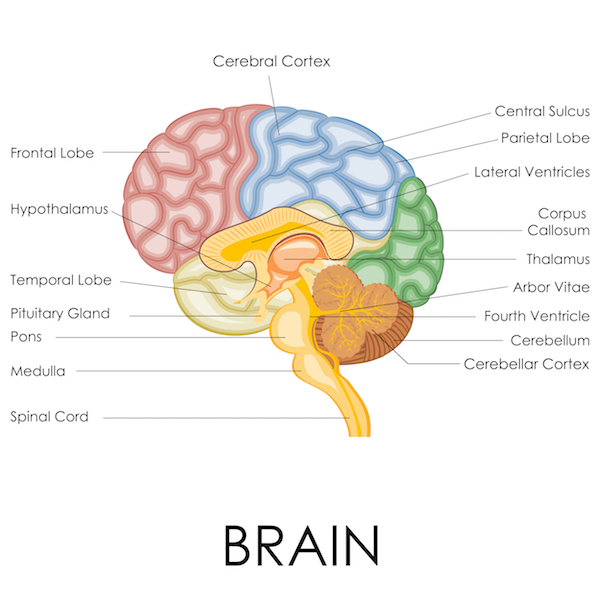 Cerebral Cortex
Central Sulcus
Parietal Lobe
Frontal Lobe
Lateral Ventricles
Hypothalamus
Corpus
Callosum
Thalamus
Temporal Lobe
Arbor Vitae
Pituitary Gland
Fourth Ventricle
Pons
Cerebellum
Cerebellar Cortex
Medulla
Spinal Cord
BRAIN